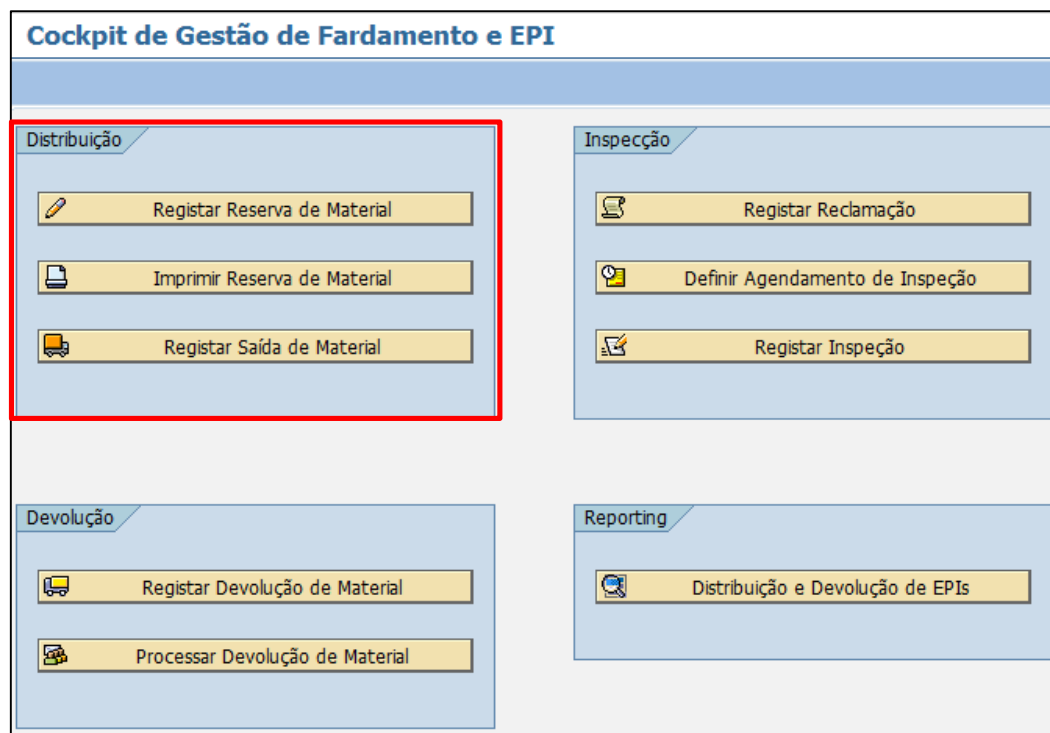 Cockpit de Gestão de Fardamento e EPI
Distribuição
Registar Reserva de Material
Imprimir Reserva de Material
Registar Saída de Material
Inspecção
Registar Reclamação
Definir Agendamento de Inspeção
Registar Inspeção
Devolução
Registar Devolução de Material
Processar Devolução de Material
Reporting
Distribuição e Devolução de EPIs